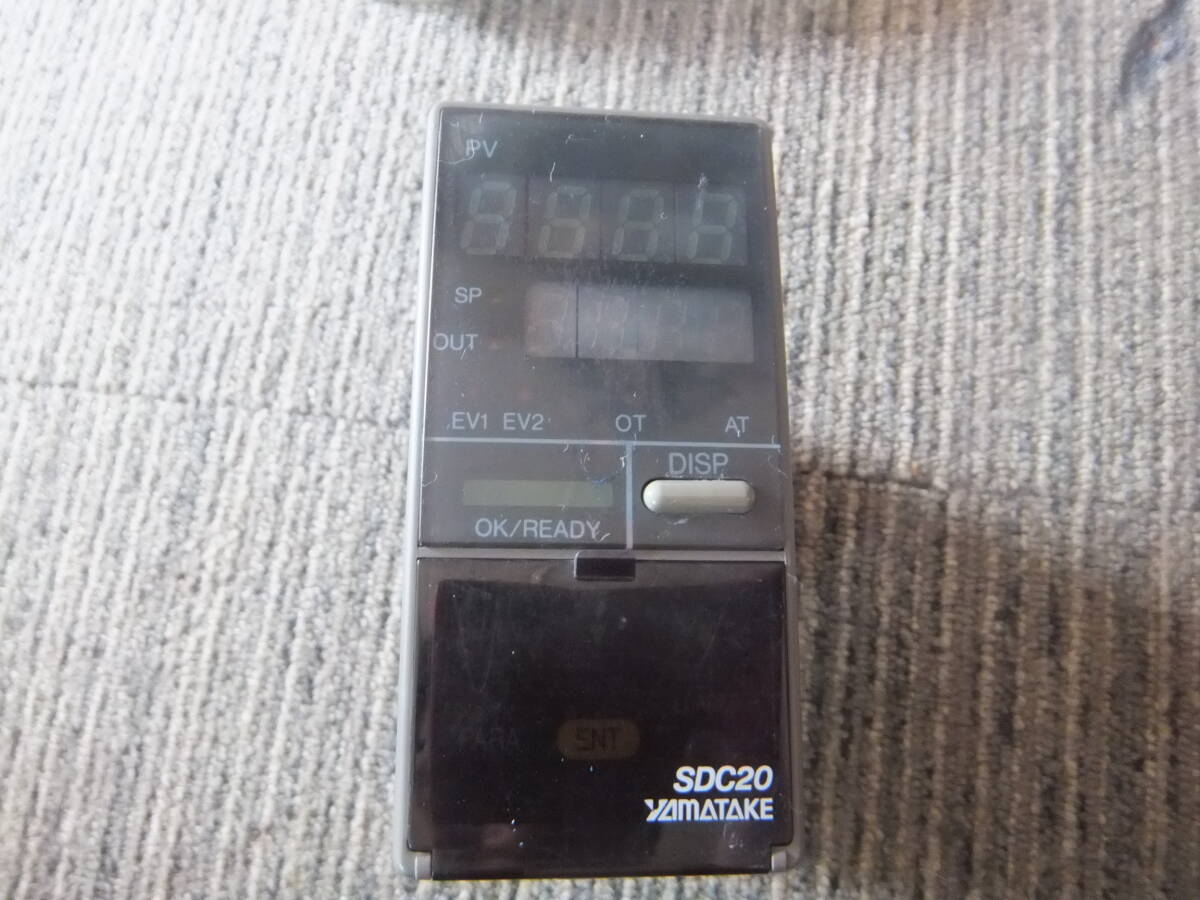 PV
SP
OUT
EV1 EV2 OT AT
DISP
OK/READY
PARA ENT
SDC20
YAMATAKE